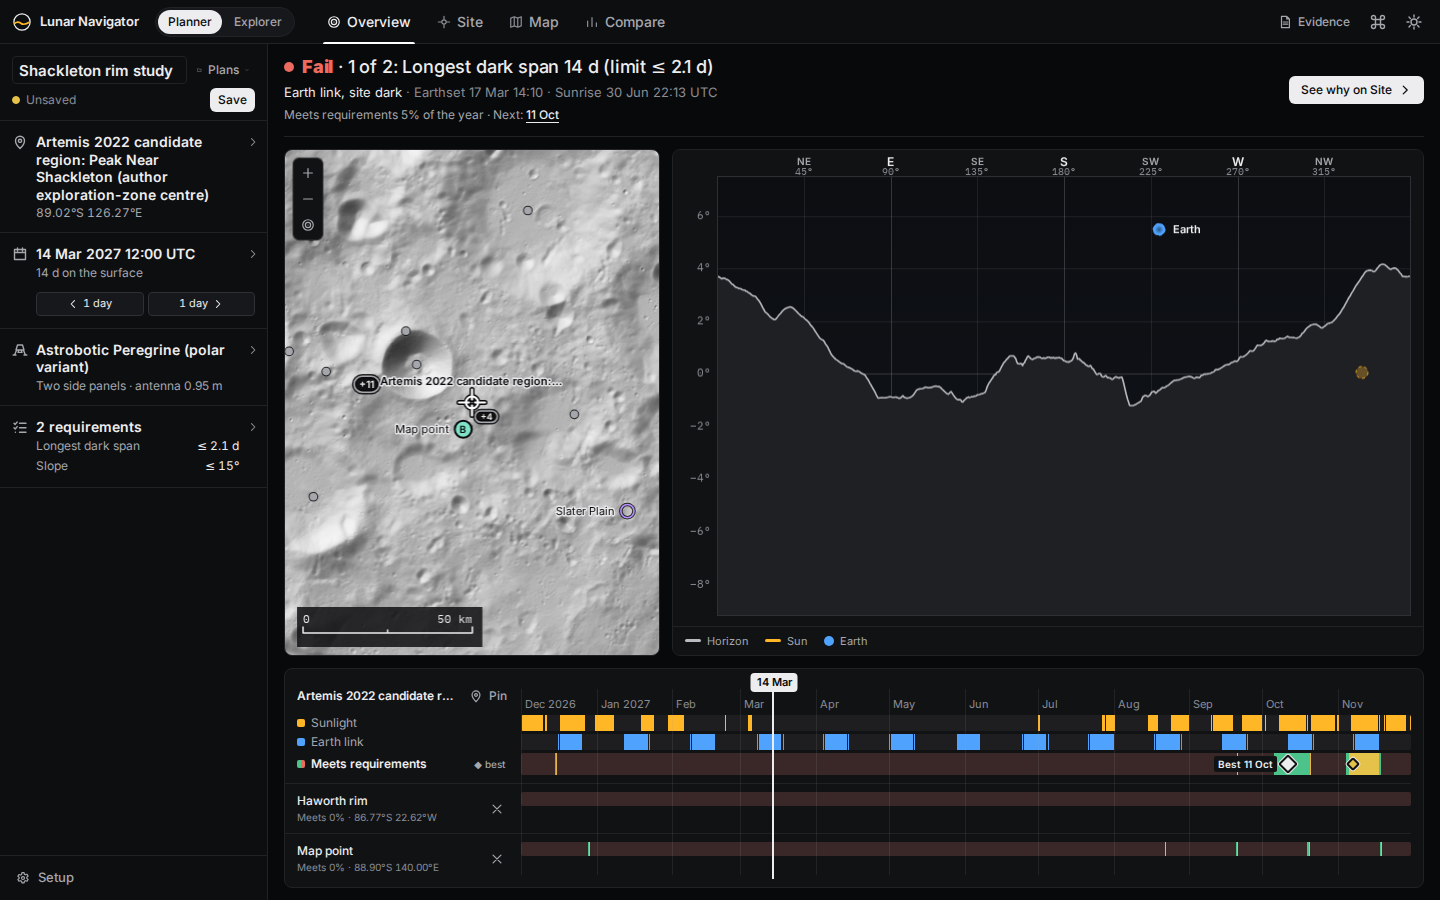 Lunar Navigator
Planner
Explorer
Overview
Site
Map
Compare
Evidence
Shackleton rim study
Plans
Unsaved
Save
Artemis 2022 candidate
region: Peak Near
Shackleton (author
exploration-zone centre)
89.02°S 126.27°E
14 Mar 2027 12:00 UTC
14 d on the surface
1 day
1 day
Astrobotic Peregrine (polar
variant)
Two side panels · antenna 0.95 m
2 requirements
Longest dark span ≤ 2.1 d
Slope ≤ 15°
Setup
Fail · 1 of 2: Longest dark span 14 d (limit ≤ 2.1 d)
Earth link, site dark · Earthset 17 Mar 14:10 · Sunrise 30 Jun 22:13 UTC
Meets requirements 5% of the year · Next: 11 Oct
See why on Site
+11
Artemis 2022 candidate region:...
+4
Map point
B
Slater Plain
0 50 km
NE E SE S SW W NW
45° 90° 135° 180° 225° 270° 315°
6°
4°
2°
0°
−2°
−4°
−6°
−8°
Earth
Horizon
Sun
Earth
14 Mar
Artemis 2022 candidate r...
Pin
Dec 2026 Jan 2027 Feb Mar Apr May Jun Jul Aug Sep Oct Nov
Sunlight
Earth link
Meets requirements
◆ best
Best 11 Oct
Haworth rim
Meets 0% · 86.77°S 22.62°W
Map point
Meets 0% · 88.90°S 140.00°E